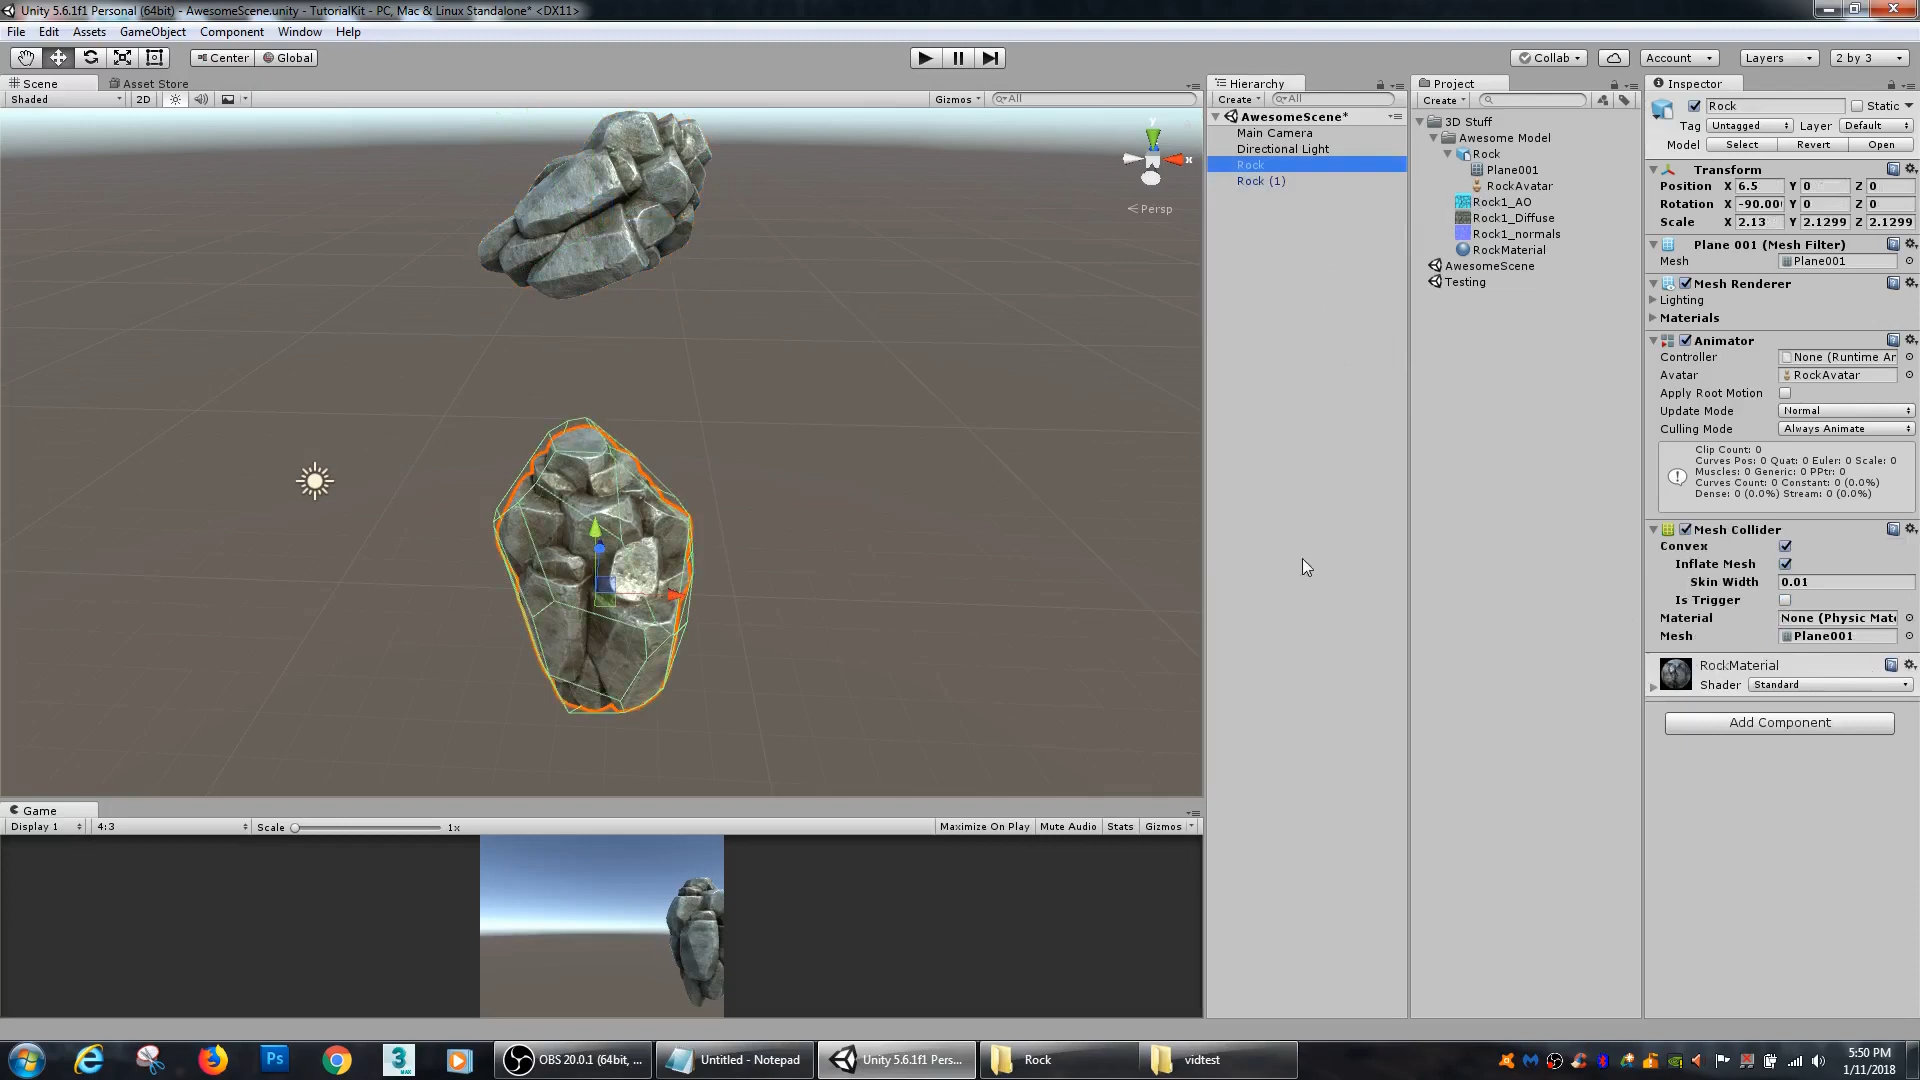 Unity 5.6.1f1 Personal (64bit) - AwesomeScene.unity - TutorialKit - PC, Mac & Linux Standalone* <DX11>
File Edit Assets GameObject Component Window Help
Center Global Collab Account Layers 2 by 3
Scene Asset Store
Shaded 2D Gizmos All
y
x
Persp
Game
Display 1 4:3 Scale 1x Maximize On Play Mute Audio Stats Gizmos
Hierarchy
Create All
AwesomeScene*
Main Camera
Directional Light
Rock
Rock (1)
Project
Create
3D Stuff
Awesome Model
Rock
Plane001
RockAvatar
Rock1_AO
Rock1_Diffuse
Rock1_normals
RockMaterial
AwesomeScene
Testing
Inspector
Rock Static
Tag Untagged Layer Default
Model Select Revert Open
Transform
Position X 6.5 Y 0 Z 0
Rotation X -90.00 Y 0 Z 0
Scale X 2.13 Y 2.1299 Z 2.1299
Plane 001 (Mesh Filter)
Mesh Plane001
Mesh Renderer
Lighting
Materials
Animator
Controller None (Runtime Ar
Avatar RockAvatar
Apply Root Motion
Update Mode Normal
Culling Mode Always Animate
Clip Count: 0
Curves Pos: 0 Quat: 0 Euler: 0 Scale: 0
Muscles: 0 Generic: 0 PPtr: 0
Curves Count: 0 Constant: 0 (0.0%)
Dense: 0 (0.0%) Stream: 0 (0.0%)
Mesh Collider
Convex
Inflate Mesh
Skin Width 0.01
Is Trigger
Material None (Physic Mate
Mesh Plane001
RockMaterial
Shader Standard
Add Component
Ps 3 MAX OBS 20.0.1 (64bit, ... Untitled - Notepad Unity 5.6.1f1 Pers... Rock vidtest
5:50 PM
1/11/2018